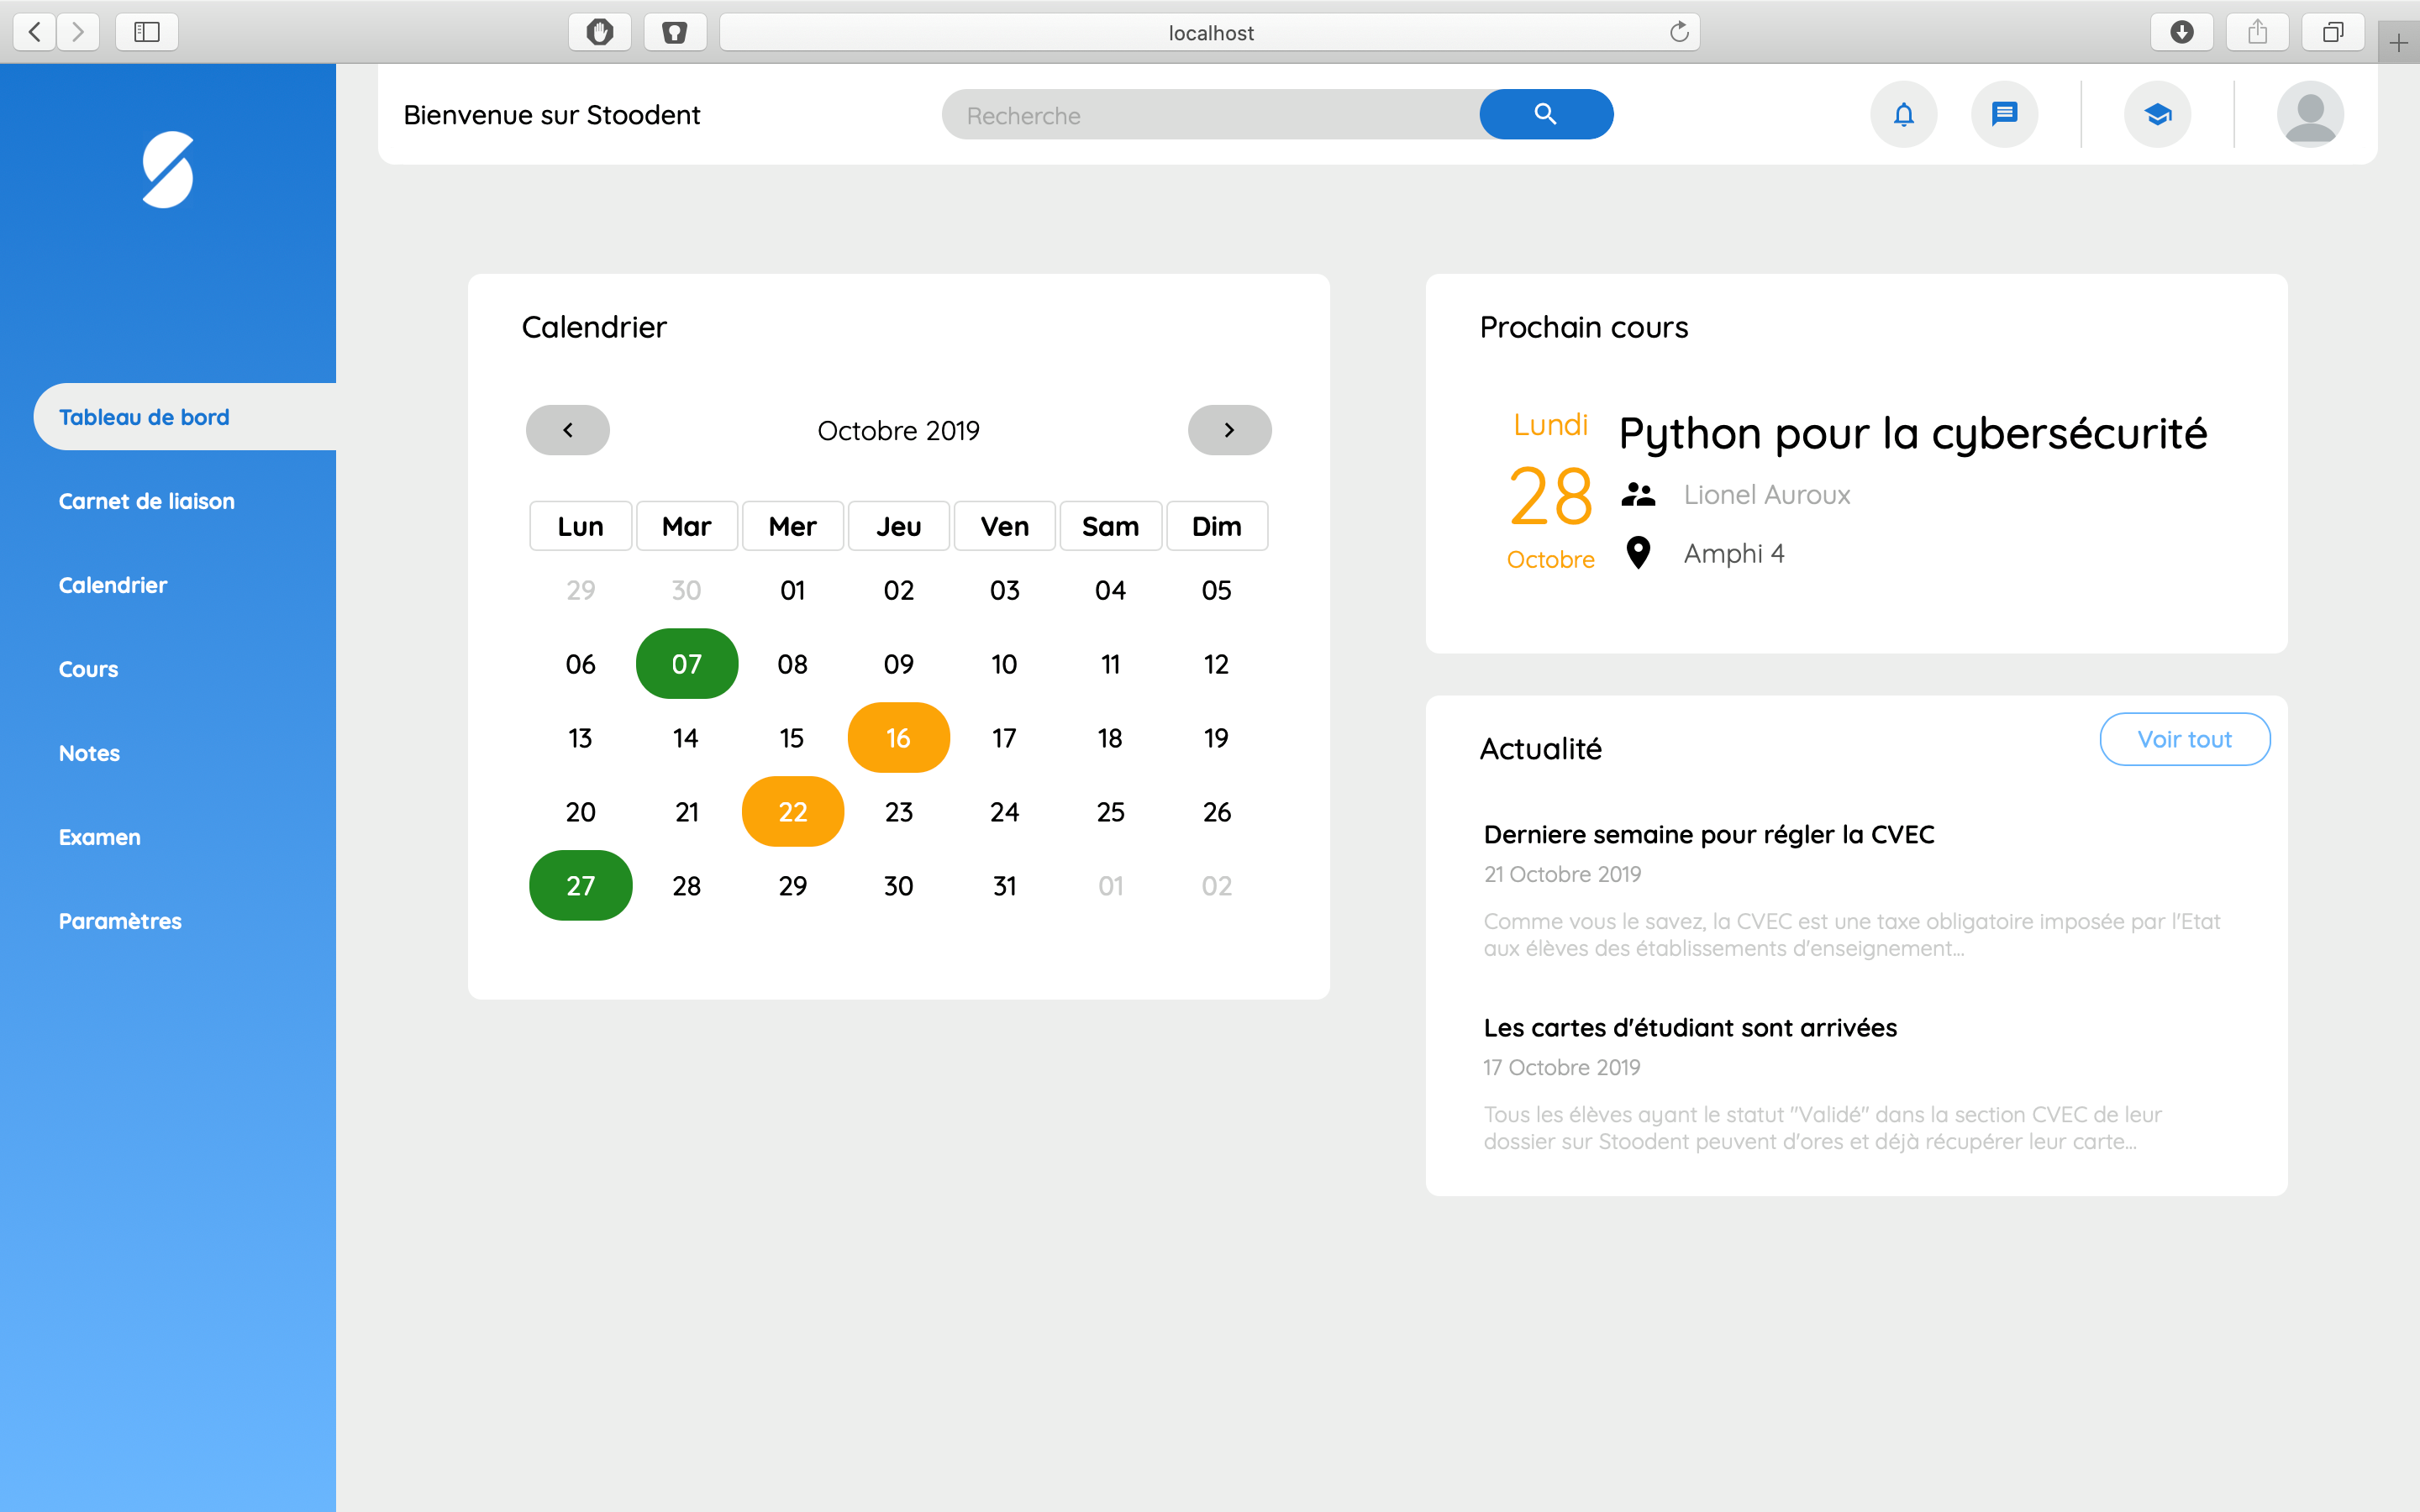 localhost
Bienvenue sur Stoodent
Recherche
Tableau de bord
Carnet de liaison
Calendrier
Cours
Notes
Examen
Paramètres
Calendrier
Octobre 2019
Lun Mar Mer Jeu Ven Sam Dim
29 30 01 02 03 04 05
06 07 08 09 10 11 12
13 14 15 16 17 18 19
20 21 22 23 24 25 26
27 28 29 30 31 01 02
Prochain cours
Lundi
28
Octobre
Python pour la cybersécurité
Lionel Auroux
Amphi 4
Actualité
Voir tout
Derniere semaine pour régler la CVEC
21 Octobre 2019
Comme vous le savez, la CVEC est une taxe obligatoire imposée par l'Etat
aux élèves des établissements d'enseignement...
Les cartes d'étudiant sont arrivées
17 Octobre 2019
Tous les élèves ayant le statut "Validé" dans la section CVEC de leur
dossier sur Stoodent peuvent d'ores et déjà récupérer leur carte...